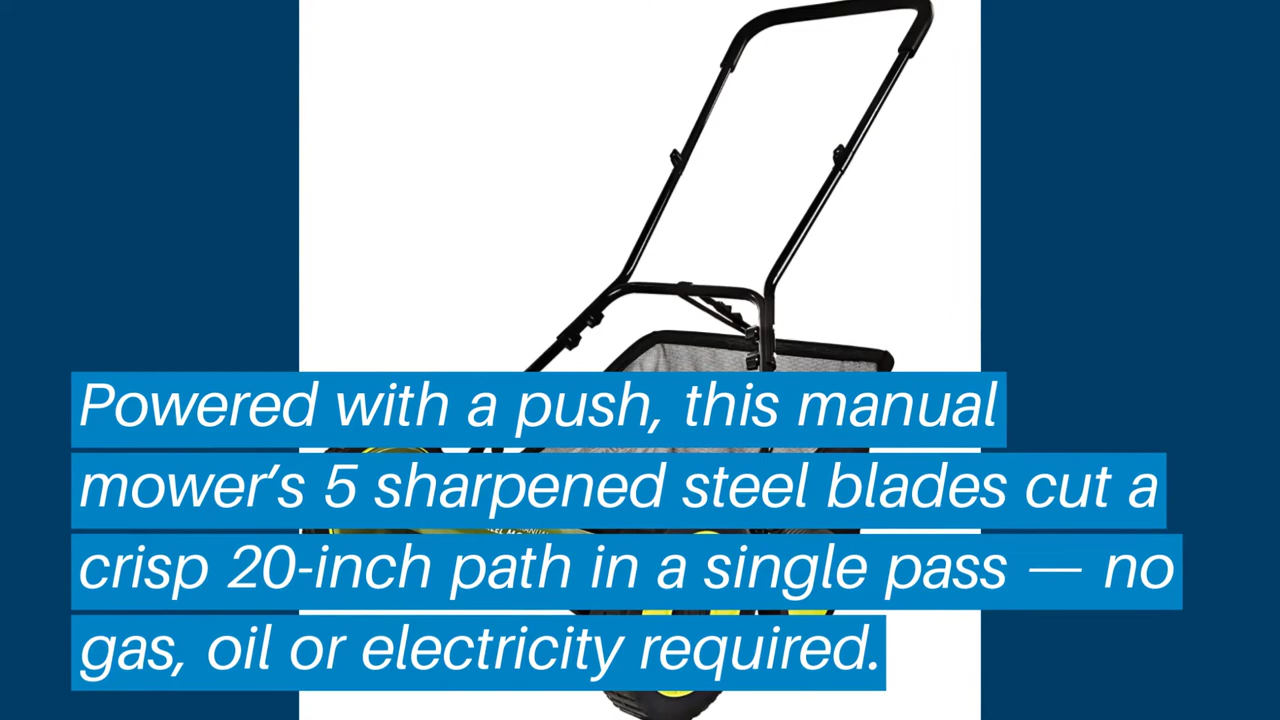 Powered with a push, this manual
mower’s 5 sharpened steel blades cut a
crisp 20-inch path in a single pass — no
gas, oil or electricity required.